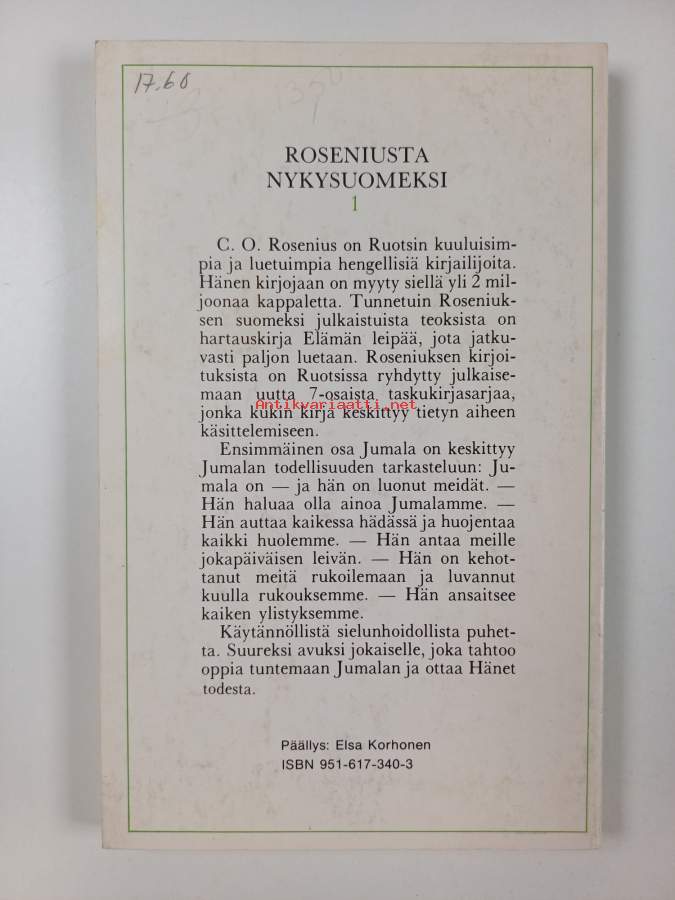 17.60
ROSENIUSTA
NYKYSUOMEKSI
1
C. O. Rosenius on Ruotsin kuuluisim-
pia ja luetuimpia hengellisiä kirjailijoita.
Hänen kirjojaan on myyty siellä yli 2 mil-
joonaa kappaletta. Tunnetuin Roseniuk-
sen suomeksi julkaistuista teoksista on
hartauskirja Elämän leipää, jota jatku-
vasti paljon luetaan. Roseniuksen kirjoi-
tuksista on Ruotsissa ryhdytty julkaise-
maan uutta 7-osaista taskukirjasarjaa,
Antikvariaatti.net
jonka kukin kirja keskittyy tietyn aiheen
käsittelemiseen.
Ensimmäinen osa Jumala on keskittyy
Jumalan todellisuuden tarkasteluun: Ju-
mala on — ja hän on luonut meidät. —
Hän haluaa olla ainoa Jumalamme. —
Hän auttaa kaikessa hädässä ja huojentaa
kaikki huolemme. — Hän antaa meille
jokapäiväisen leivän. — Hän on kehot-
tanut meitä rukoilemaan ja luvannut
kuulla rukouksemme. — Hän ansaitsee
kaiken ylistyksemme.
Käytännöllistä sielunhoidollista puhet-
ta. Suureksi avuksi jokaiselle, joka tahtoo
oppia tuntemaan Jumalan ja ottaa Hänet
todesta.
Päällys: Elsa Korhonen
ISBN 951-617-340-3